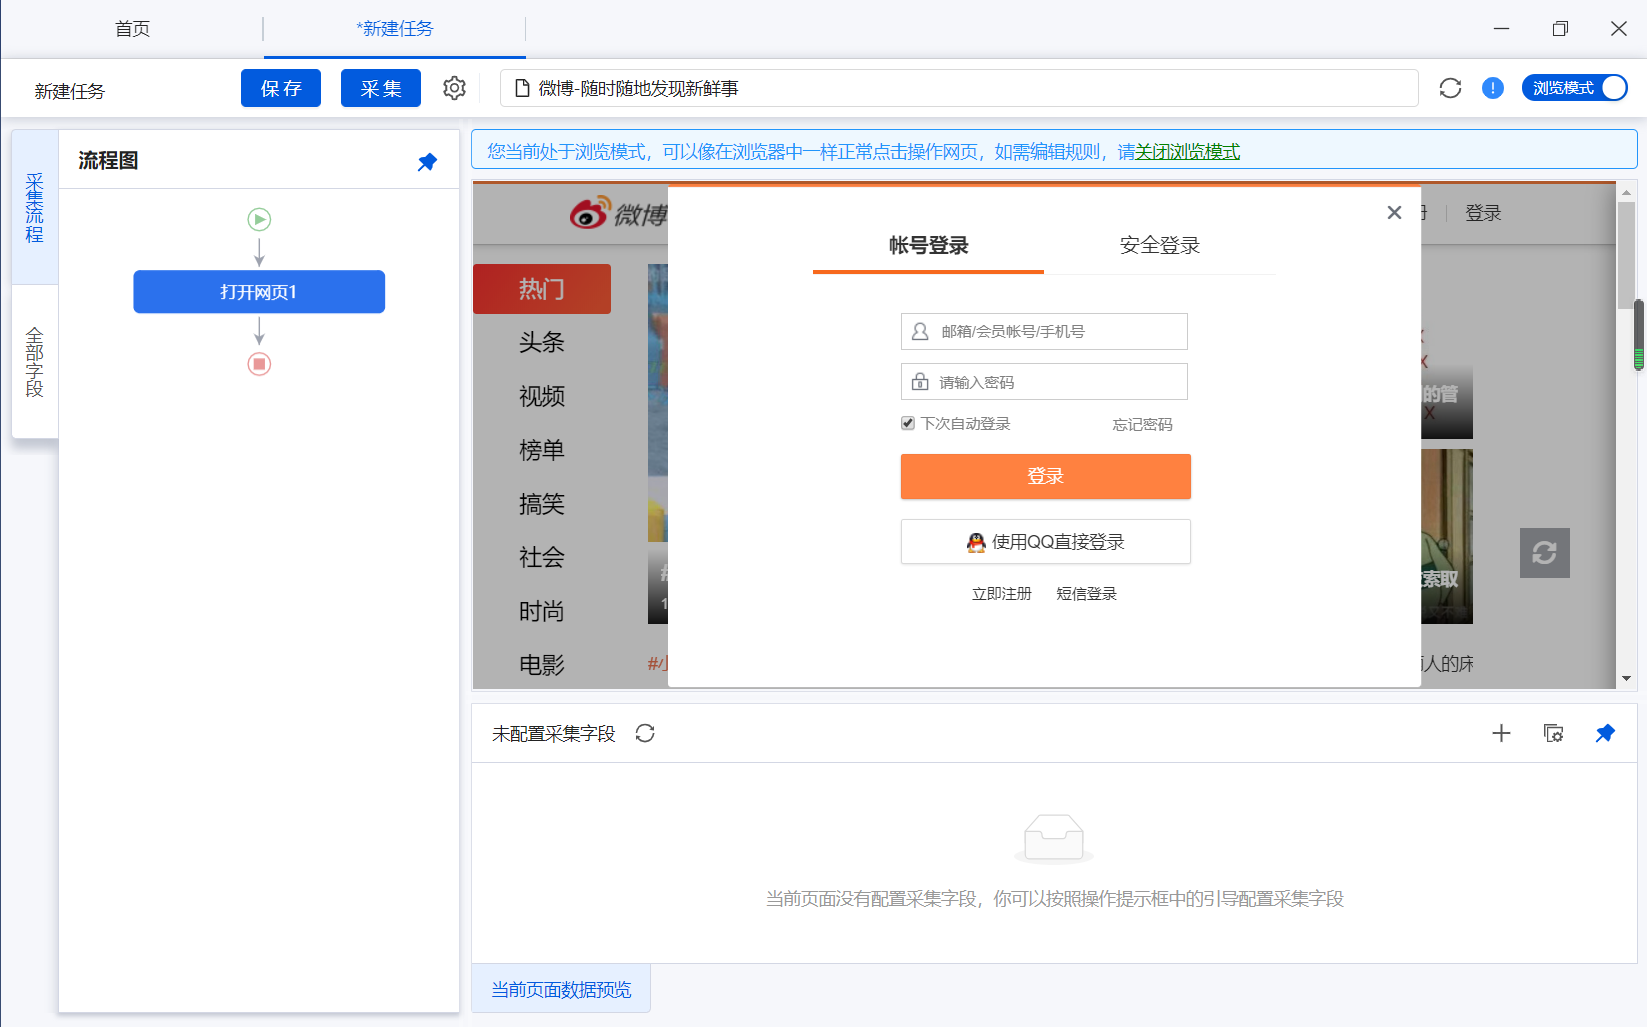 首页
*新建任务
新建任务
保存
采集
微博-随时随地发现新鲜事
浏览模式
采集流程
全部字段
流程图
打开网页1
您当前处于浏览模式，可以像在浏览器中一样正常点击操作网页，如需编辑规则，请关闭浏览模式
微博
登录
热门
头条
视频
榜单
搞笑
社会
时尚
电影
帐号登录
安全登录
邮箱/会员帐号/手机号
请输入密码
下次自动登录
忘记密码
登录
使用QQ直接登录
立即注册
短信登录
的管
X
索取
#小
人的床
未配置采集字段
当前页面没有配置采集字段，你可以按照操作提示框中的引导配置采集字段
当前页面数据预览